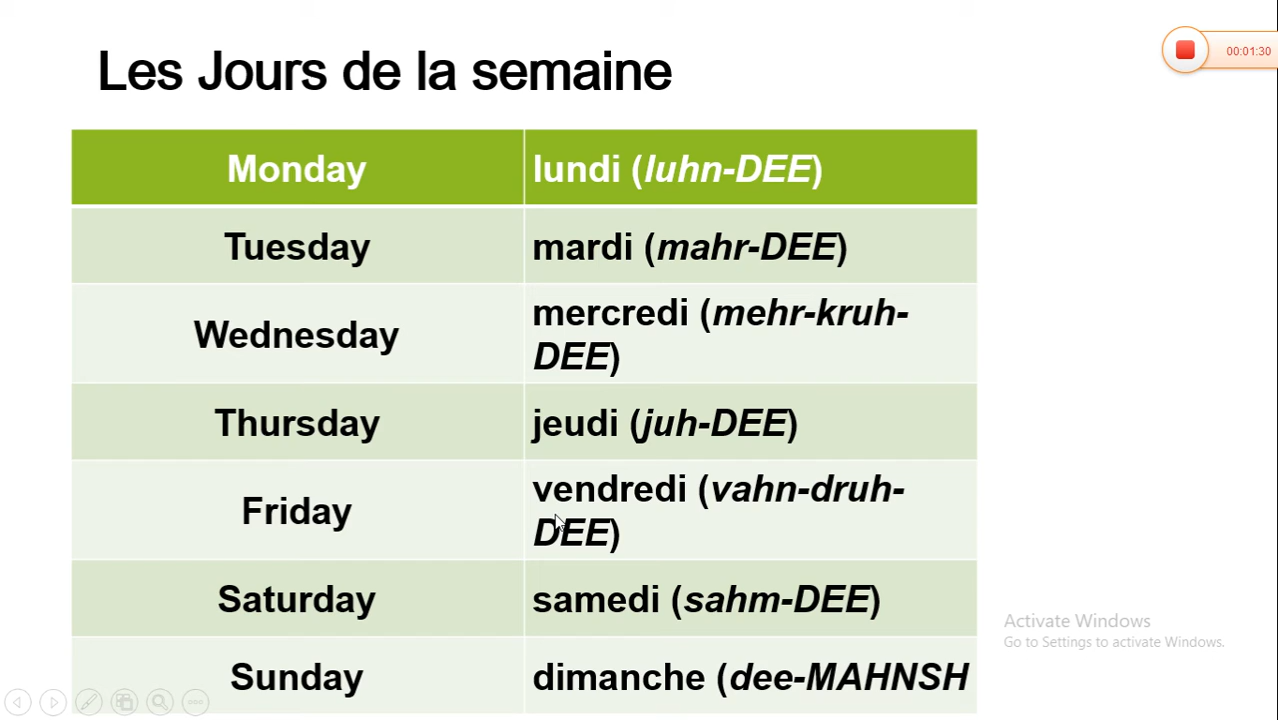 Les Jours de la semaine
00:01:30
Monday lundi (luhn-DEE)
Tuesday mardi (mahr-DEE)
Wednesday mercredi (mehr-kruh-
DEE)
Thursday jeudi (juh-DEE)
Friday vendredi (vahn-druh-
DEE)
Saturday samedi (sahm-DEE)
Sunday dimanche (dee-MAHNSH
Activate Windows
Go to Settings to activate Windows.